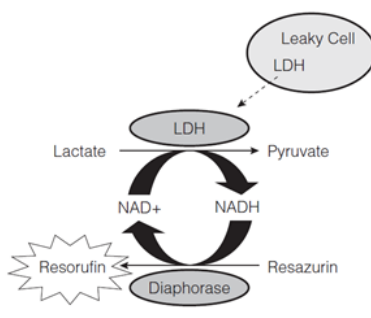 Leaky Cell
LDH
LDH
Lactate
Pyruvate
NAD+
NADH
Resorufin
Resazurin
Diaphorase